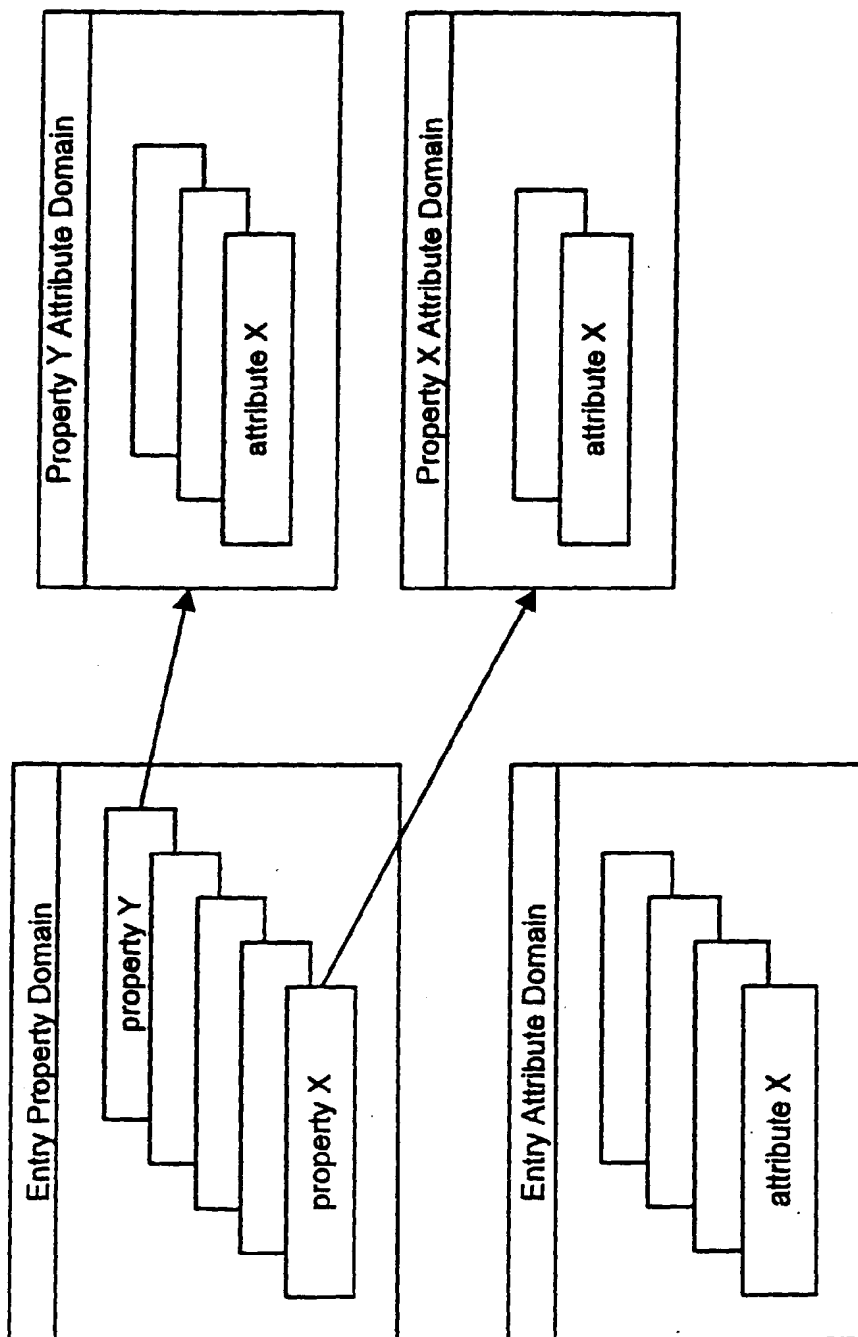 Entry Property Domain
property Y
property X
Property Y Attribute Domain
attribute X
Entry Attribute Domain
attribute X
Property X Attribute Domain
attribute X